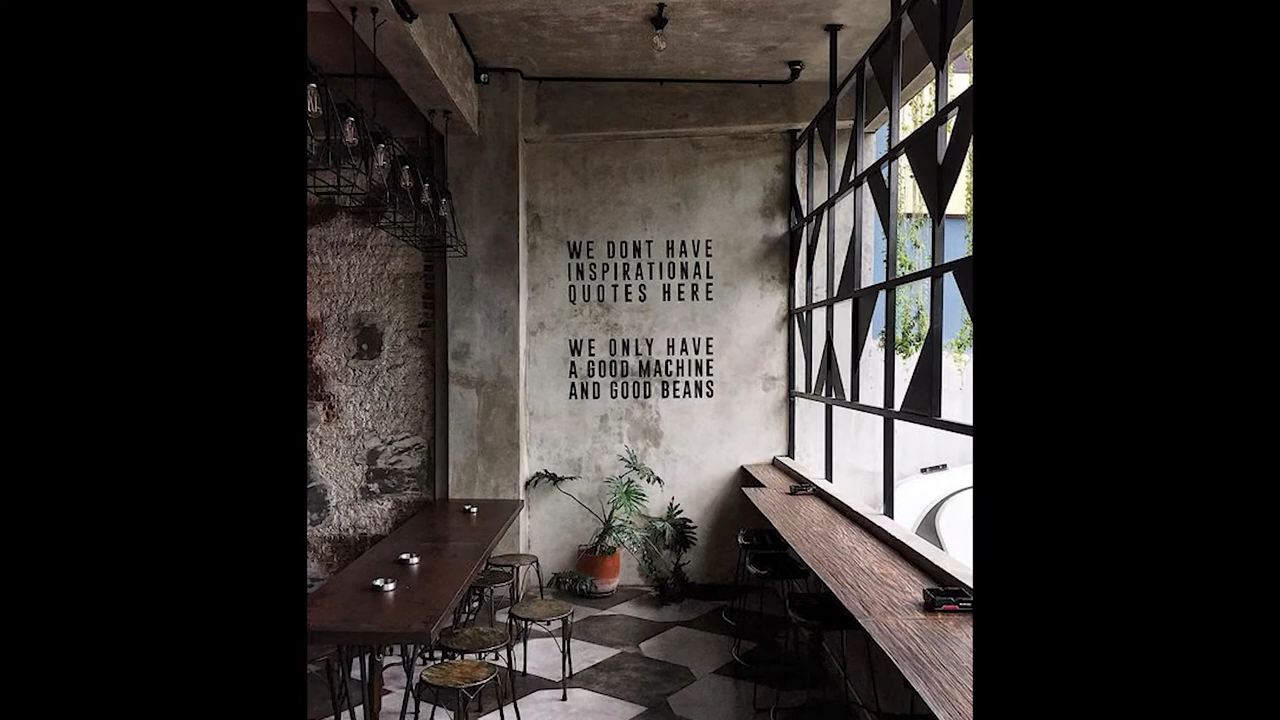 WE DONT HAVE
INSPIRATIONAL
QUOTES HERE
WE ONLY HAVE
A GOOD MACHINE
AND GOOD BEANS